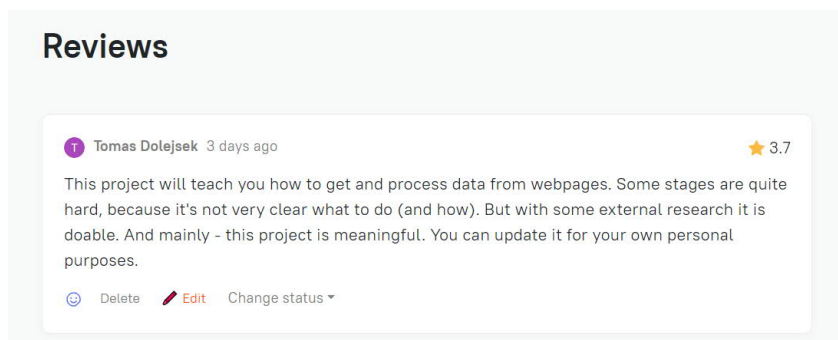 Reviews
T Tomas Dolejsek 3 days ago 3.7
This project will teach you how to get and process data from webpages. Some stages are quite
hard, because it's not very clear what to do (and how). But with some external research it is
doable. And mainly - this project is meaningful. You can update it for your own personal
purposes.
Delete Edit Change status